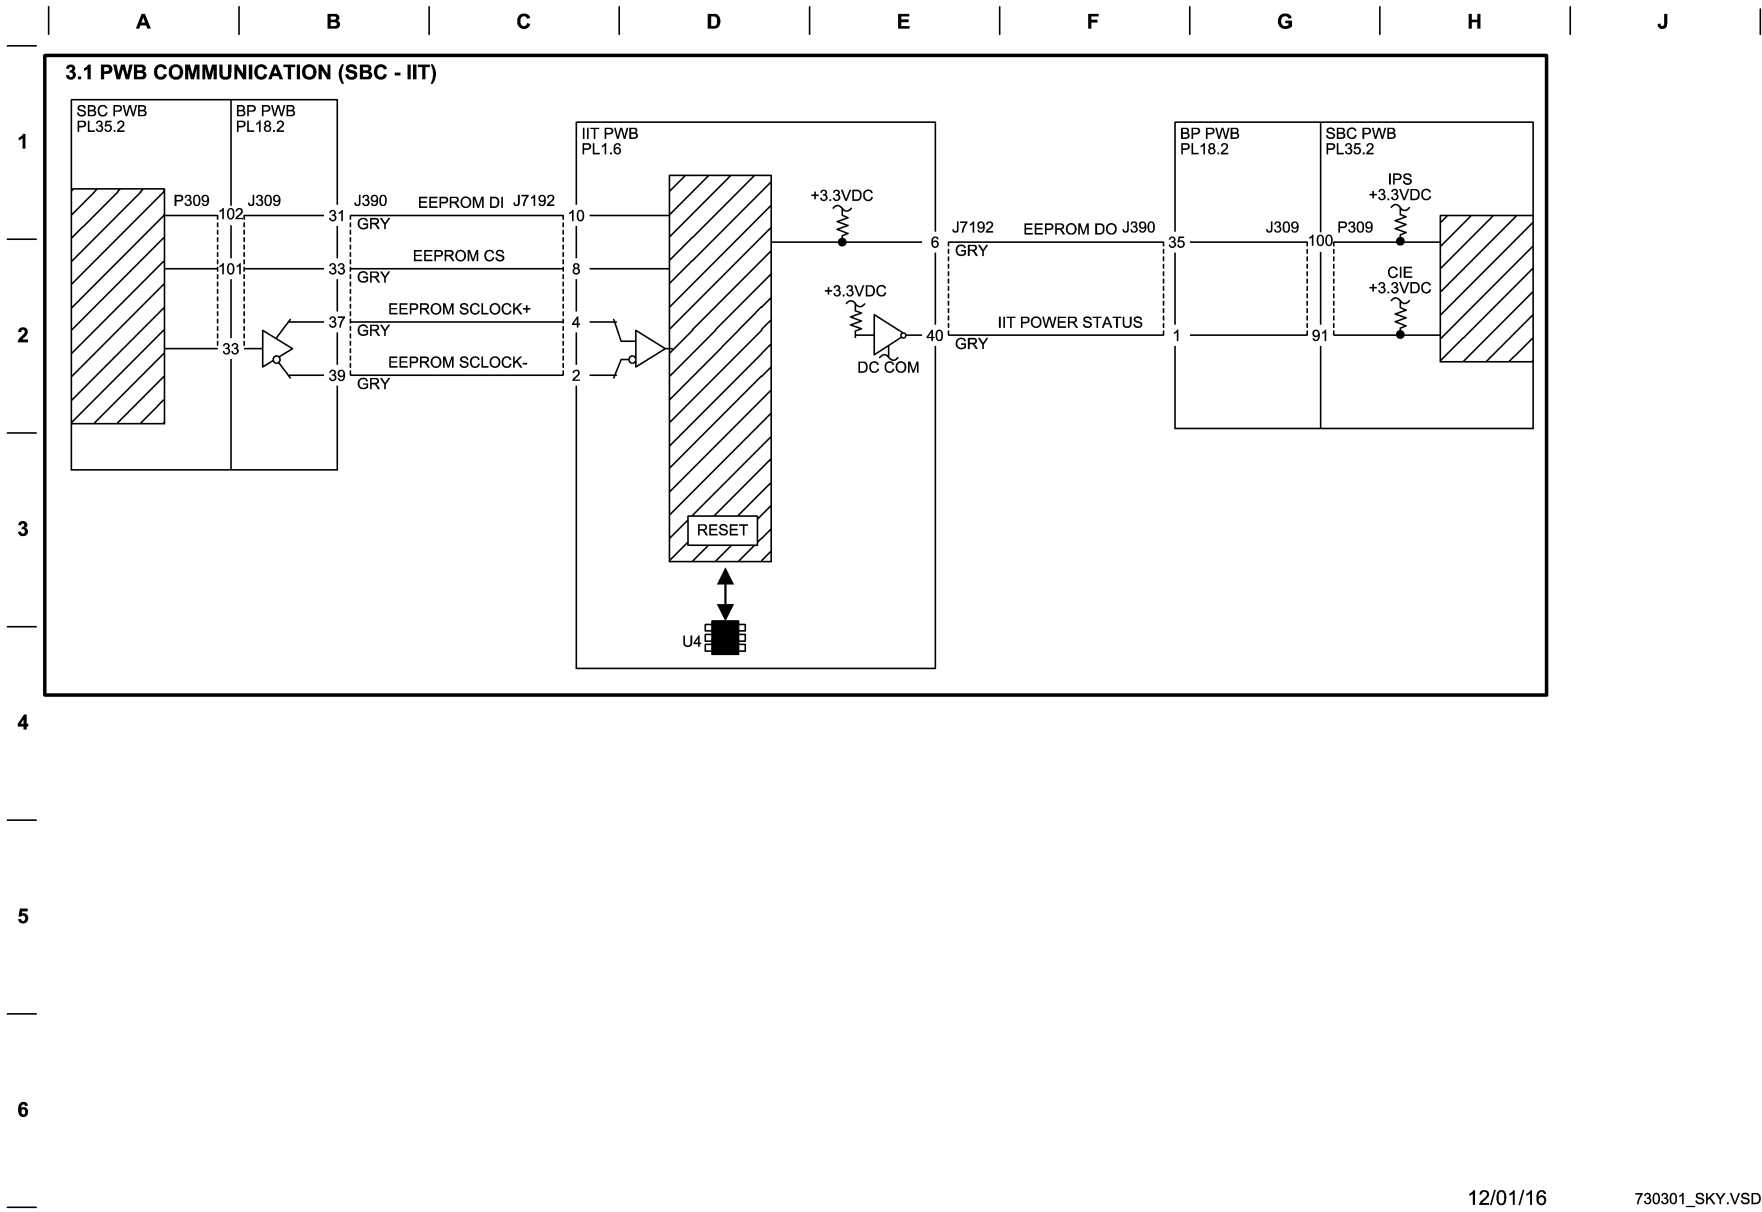 A B C D E F G H J
3.1 PWB COMMUNICATION (SBC - IIT)
1
SBC PWB
PL35.2
BP PWB
PL18.2
IIT PWB
PL1.6
BP PWB
PL18.2
SBC PWB
PL35.2
P309 102 J309 31 J390 EEPROM DI J7192 10
GRY
101 33 EEPROM CS 8
GRY
37 EEPROM SCLOCK+ 4
GRY
33
39 EEPROM SCLOCK- 2
GRY
+3.3VDC
6 J7192 EEPROM DO J390 35 J309 100 P309
GRY
IPS
+3.3VDC
2
+3.3VDC
40 IIT POWER STATUS 1 91
GRY
DC COM
CIE
+3.3VDC
3
RESET
U4
4
5
6
12/01/16
730301_SKY.VSD